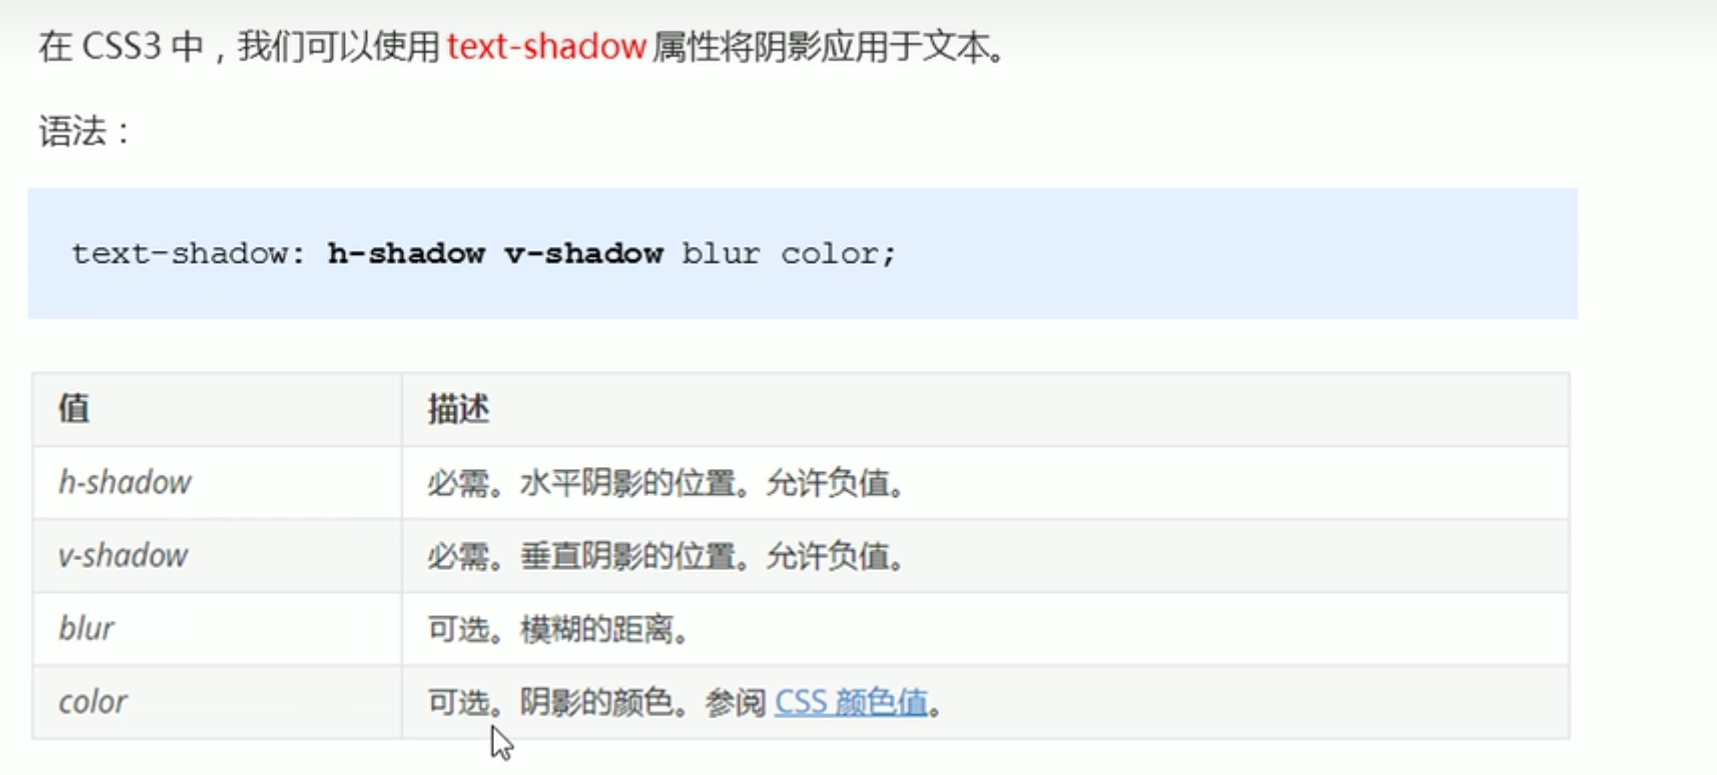 在 CSS3 中，我们可以使用 text-shadow 属性将阴影应用于文本。
语法：
text-shadow: h-shadow v-shadow blur color;
值 描述
h-shadow 必需。水平阴影的位置。允许负值。
v-shadow 必需。垂直阴影的位置。允许负值。
blur 可选。模糊的距离。
color 可选。阴影的颜色。参阅 CSS 颜色值。